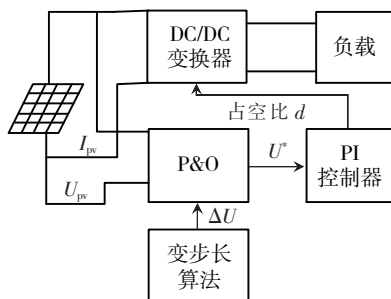 DC/DC
变换器
负载
占空比 d
I_pv
P&O
U*
PI
控制器
U_pv
ΔU
变步长
算法